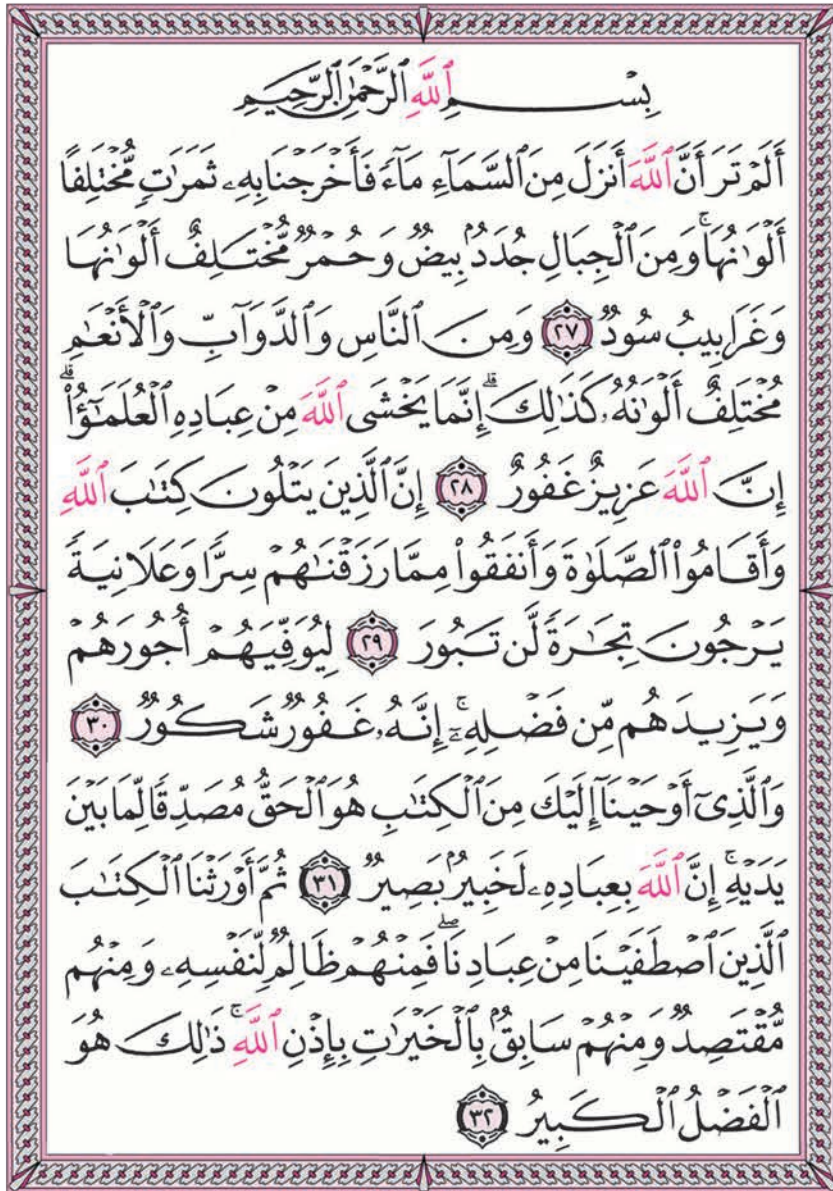 بِسْمِ ٱللَّهِ ٱلرَّحْمَٰنِ ٱلرَّحِيمِ
أَلَمْ تَرَ أَنَّ ٱللَّهَ أَنزَلَ مِنَ ٱلسَّمَآءِ مَآءً فَأَخْرَجْنَا بِهِۦ ثَمَرَٰتٍ مُّخْتَلِفًا
أَلْوَٰنُهَا ۚ وَمِنَ ٱلْجِبَالِ جُدَدٌۢ بِيضٌ وَحُمْرٌ مُّخْتَلِفٌ أَلْوَٰنُهَا
وَغَرَابِيبُ سُودٌ ٢٧ وَمِنَ ٱلنَّاسِ وَٱلدَّوَآبِّ وَٱلْأَنْعَٰمِ
مُخْتَلِفٌ أَلْوَٰنُهُۥ كَذَٰلِكَ ۗ إِنَّمَا يَخْشَى ٱللَّهَ مِنْ عِبَادِهِ ٱلْعُلَمَٰٓؤُا۟ ۗ
إِنَّ ٱللَّهَ عَزِيزٌ غَفُورٌ ٢٨ إِنَّ ٱلَّذِينَ يَتْلُونَ كِتَٰبَ ٱللَّهِ
وَأَقَامُوا۟ ٱلصَّلَوٰةَ وَأَنفَقُوا۟ مِمَّا رَزَقْنَٰهُمْ سِرًّا وَعَلَانِيَةً
يَرْجُونَ تِجَٰرَةً لَّن تَبُورَ ٢٩ لِيُوَفِّيَهُمْ أُجُورَهُمْ
وَيَزِيدَهُم مِّن فَضْلِهِۦٓ ۚ إِنَّهُۥ غَفُورٌ شَكُورٌ ٣٠
وَٱلَّذِىٓ أَوْحَيْنَآ إِلَيْكَ مِنَ ٱلْكِتَٰبِ هُوَ ٱلْحَقُّ مُصَدِّقًا لِّمَا بَيْنَ
يَدَيْهِ ۗ إِنَّ ٱللَّهَ بِعِبَادِهِۦ لَخَبِيرٌۢ بَصِيرٌ ٣١ ثُمَّ أَوْرَثْنَا ٱلْكِتَٰبَ
ٱلَّذِينَ ٱصْطَفَيْنَا مِنْ عِبَادِنَا ۖ فَمِنْهُمْ ظَالِمٌ لِّنَفْسِهِۦ وَمِنْهُم
مُّقْتَصِدٌ وَمِنْهُمْ سَابِقٌۢ بِٱلْخَيْرَٰتِ بِإِذْنِ ٱللَّهِ ۚ ذَٰلِكَ هُوَ
ٱلْفَضْلُ ٱلْكَبِيرُ ٣٢